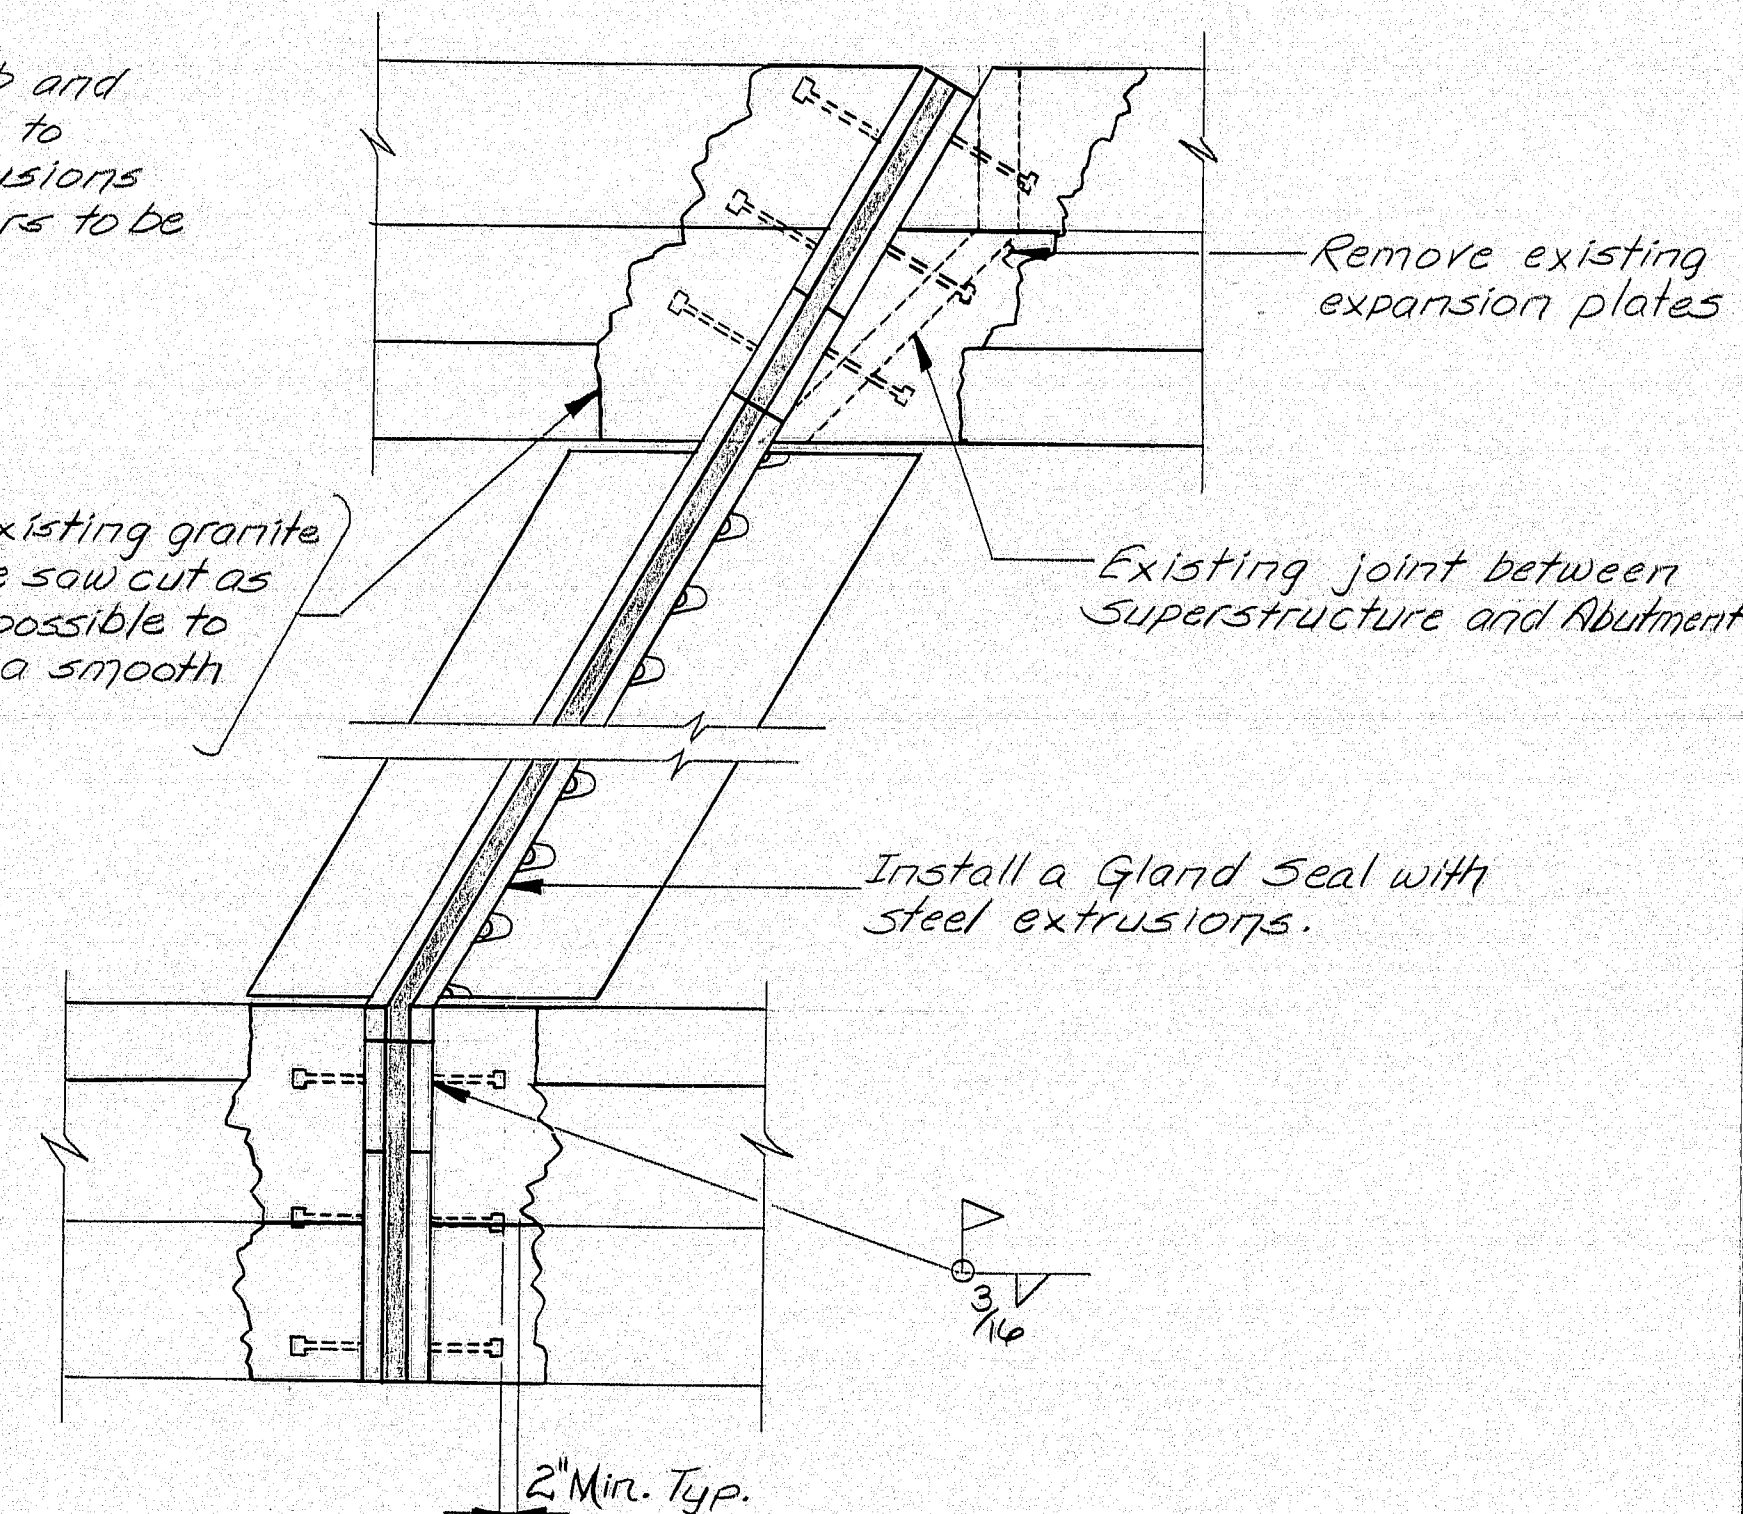 and
to
usions
rs to be
Remove existing
expansion plates
xisting granite
e saw cut as
possible to
a smooth
Existing joint between
Superstructure and Abutment
Install a Gland Seal with
steel extrusions.
3/16
2" Min. Typ.